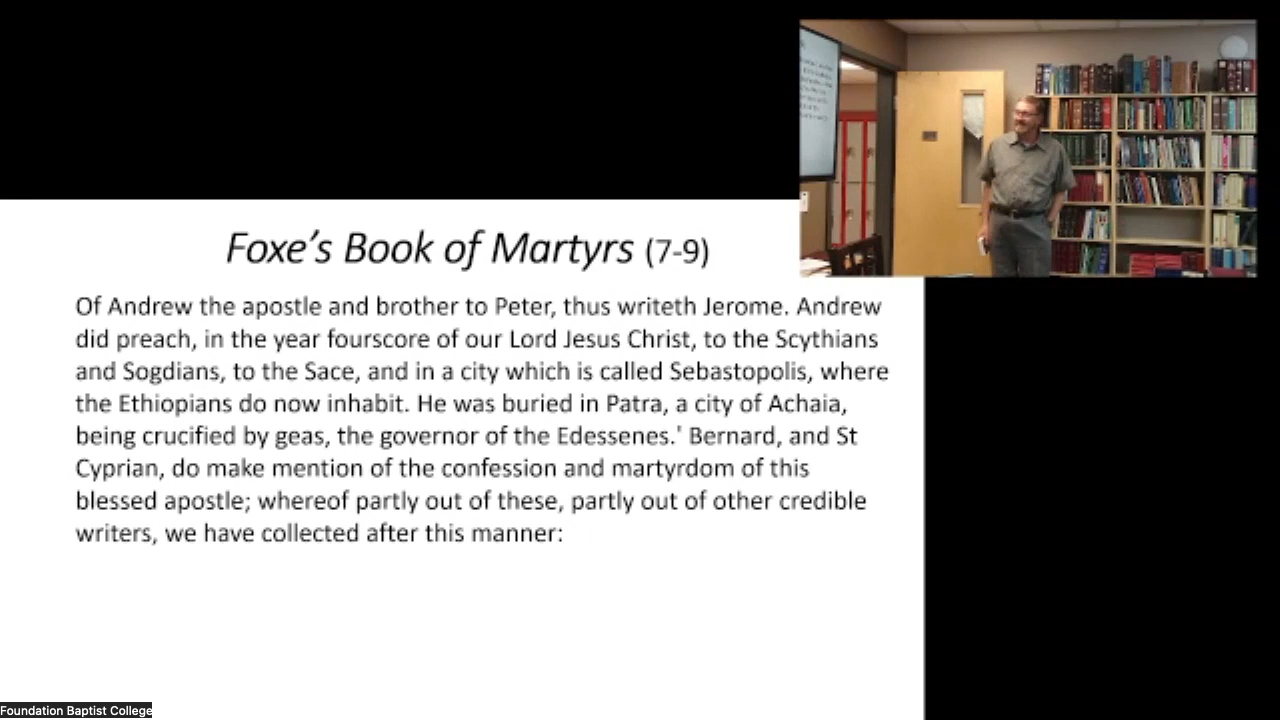 Foxe's Book of Martyrs (7-9)
Of Andrew the apostle and brother to Peter, thus writeth Jerome. Andrew
did preach, in the year fourscore of our Lord Jesus Christ, to the Scythians
and Sogdians, to the Sace, and in a city which is called Sebastopolis, where
the Ethiopians do now inhabit. He was buried in Patra, a city of Achaia,
being crucified by geas, the governor of the Edessenes.' Bernard, and St
Cyprian, do make mention of the confession and martyrdom of this
blessed apostle; whereof partly out of these, partly out of other credible
writers, we have collected after this manner:
Foundation Baptist College